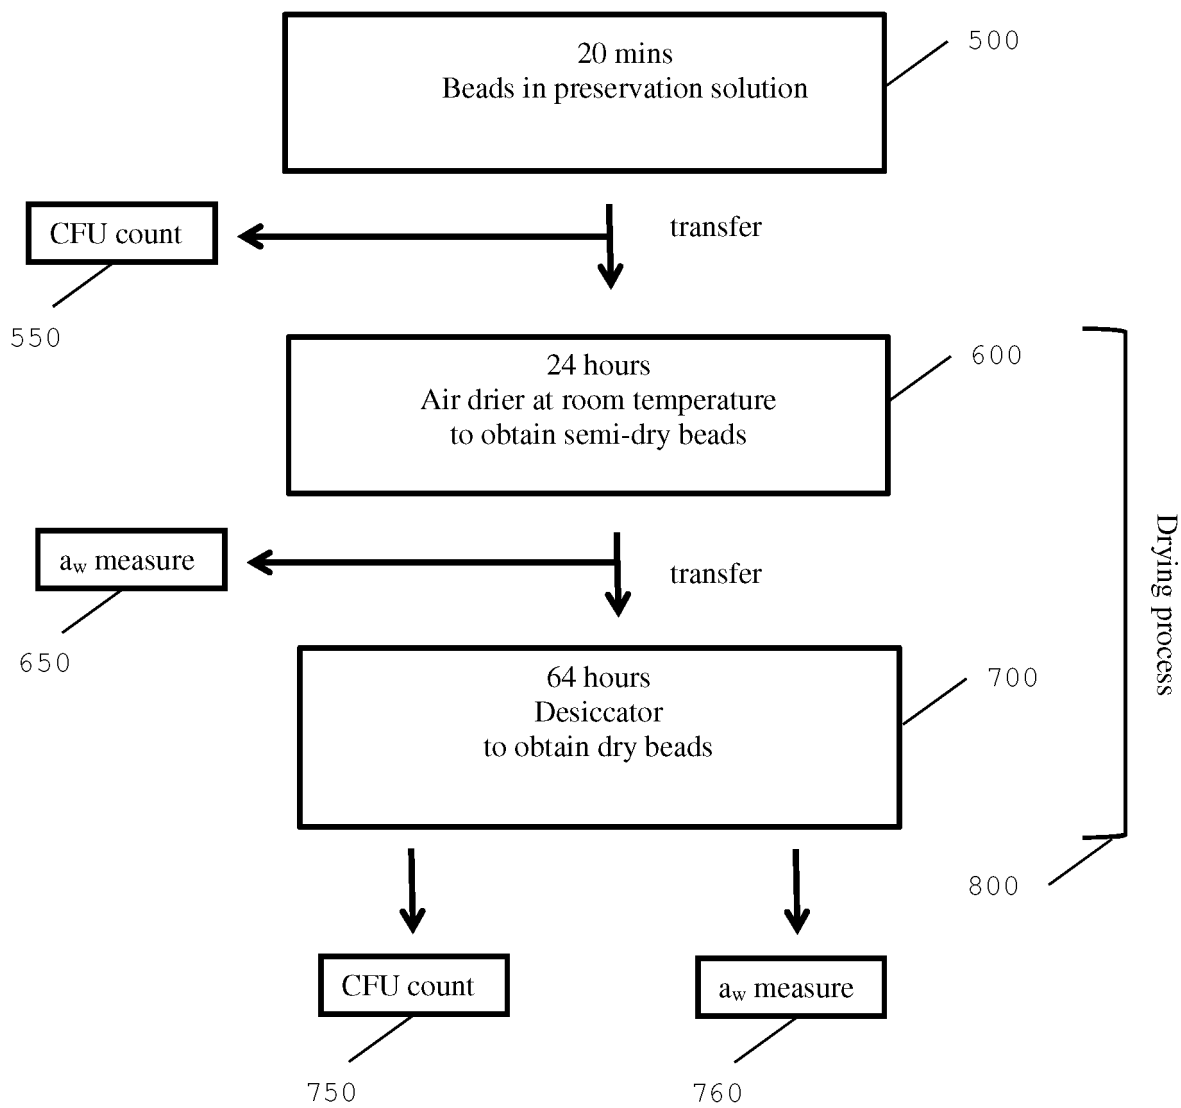 20 mins
Beads in preservation solution
500
CFU count
transfer
550
24 hours
Air drier at room temperature
to obtain semi-dry beads
600
aw measure
transfer
650
Drying process
64 hours
Desiccator
to obtain dry beads
700
800
CFU count
aw measure
750
760